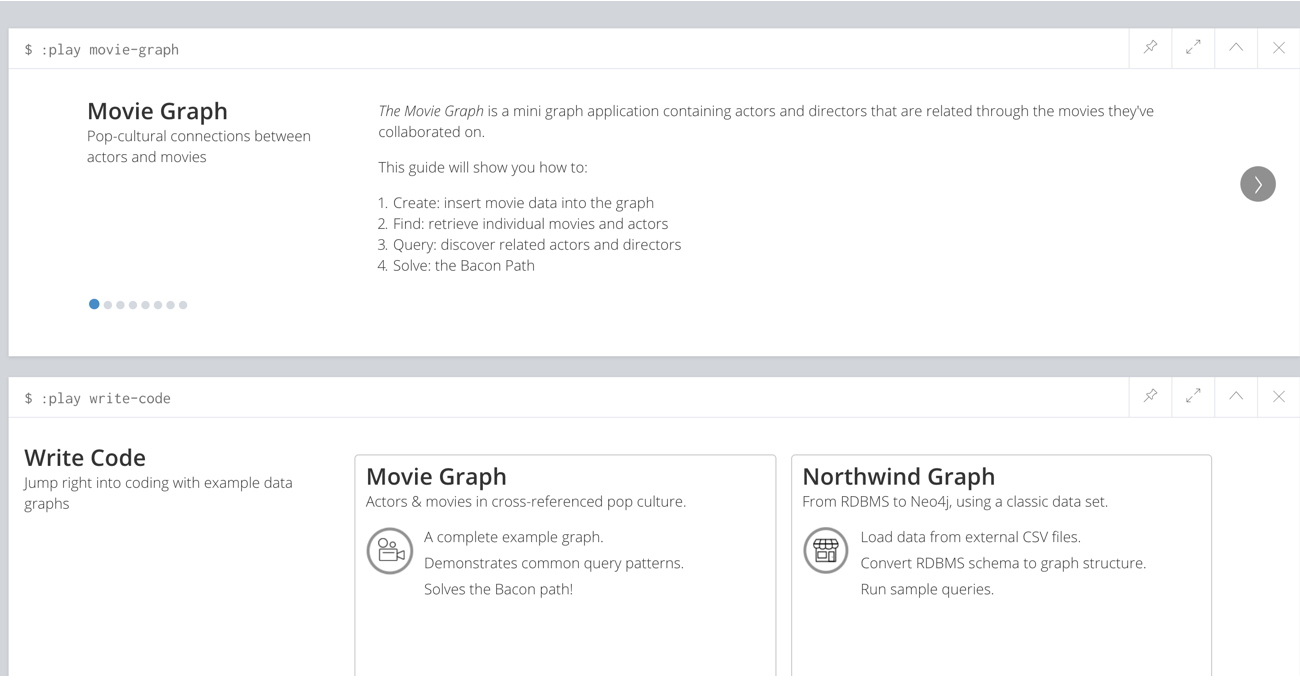 $ :play movie-graph
Movie Graph
Pop-cultural connections between
actors and movies
The Movie Graph is a mini graph application containing actors and directors that are related through the movies they've
collaborated on.
This guide will show you how to:
1. Create: insert movie data into the graph
2. Find: retrieve individual movies and actors
3. Query: discover related actors and directors
4. Solve: the Bacon Path
$ :play write-code
Write Code
Jump right into coding with example data
graphs
Movie Graph
Actors & movies in cross-referenced pop culture.
A complete example graph.
Demonstrates common query patterns.
Solves the Bacon path!
Northwind Graph
From RDBMS to Neo4j, using a classic data set.
Load data from external CSV files.
Convert RDBMS schema to graph structure.
Run sample queries.